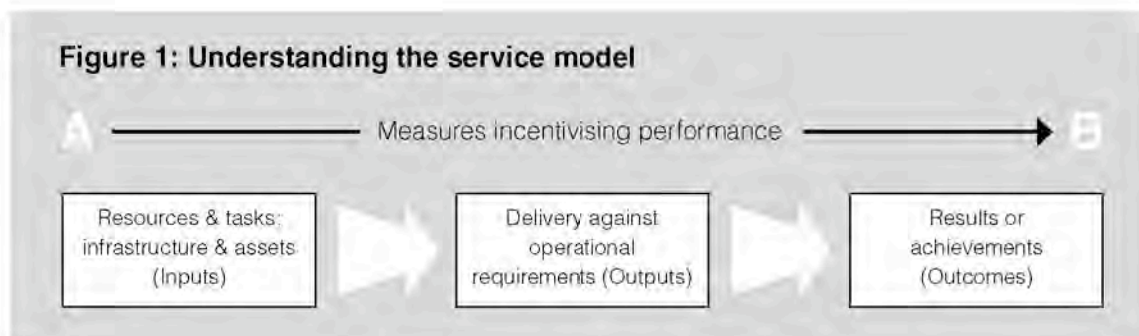 Figure 1: Understanding the service model
A Measures incentivising performance B
Resources & tasks;
infrastructure & assets
(Inputs)
Delivery against
operational
requirements (Outputs)
Results or
achievements
(Outcomes)